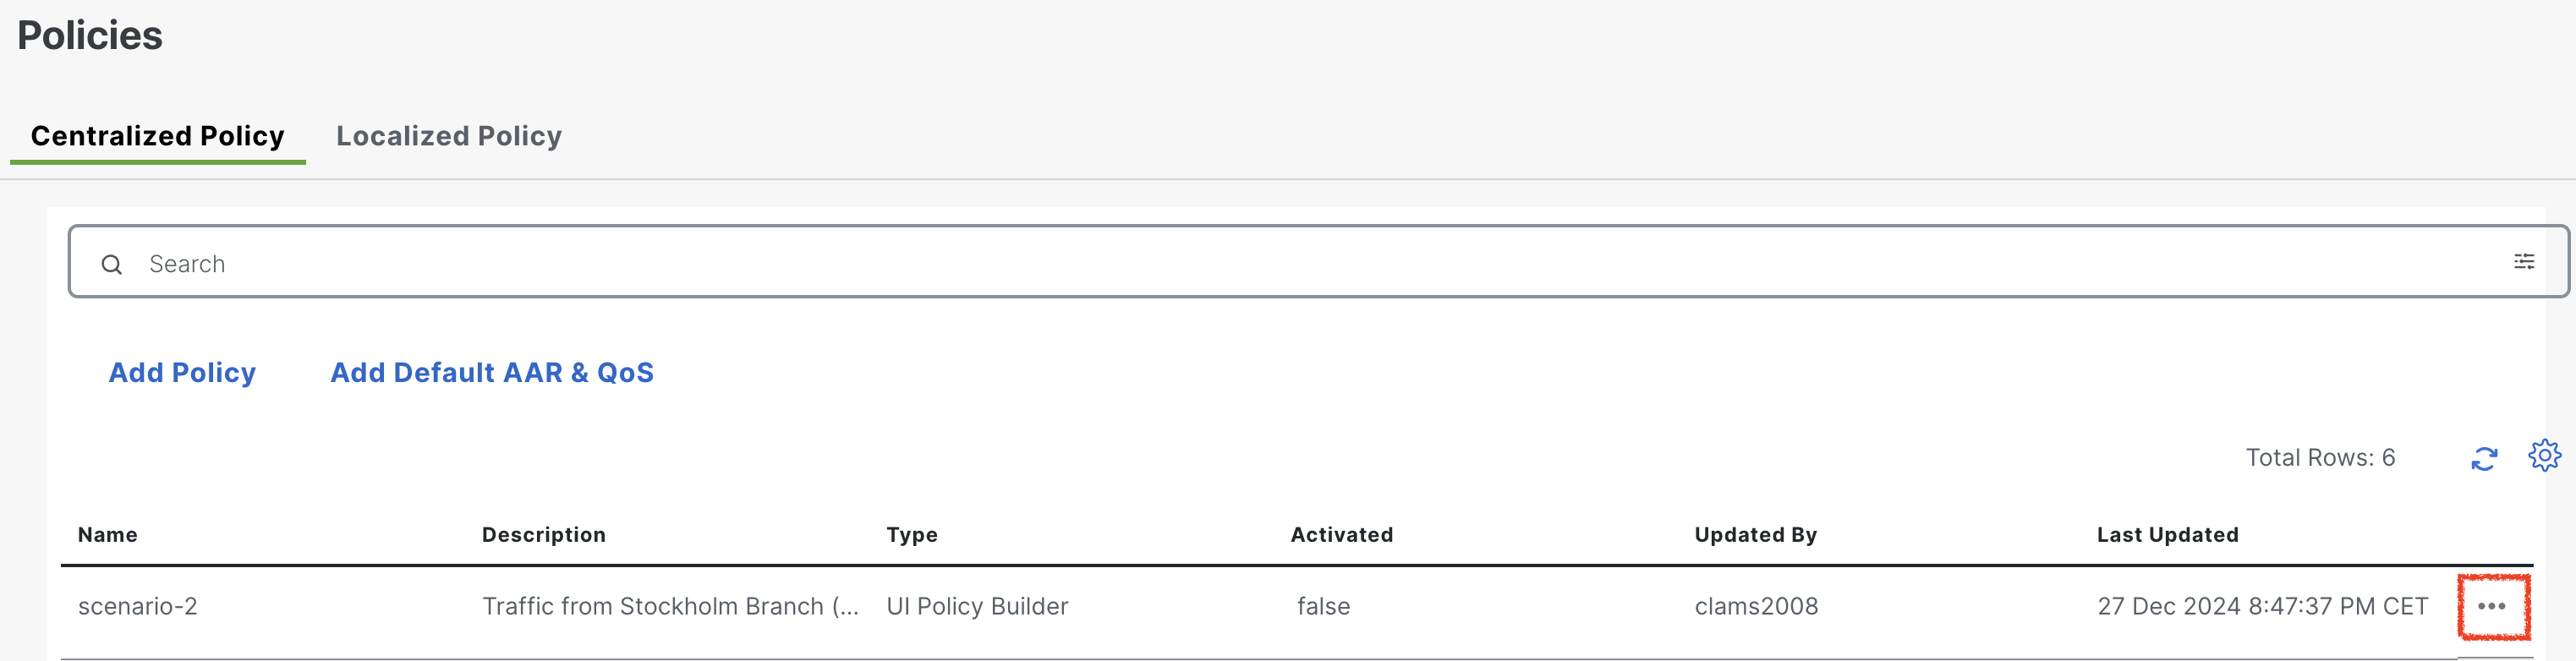 Policies
Centralized Policy Localized Policy
Search
Add Policy Add Default AAR & QoS
Total Rows: 6
Name Description Type Activated Updated By Last Updated
scenario-2 Traffic from Stockholm Branch (... UI Policy Builder false clams2008 27 Dec 2024 8:47:37 PM CET